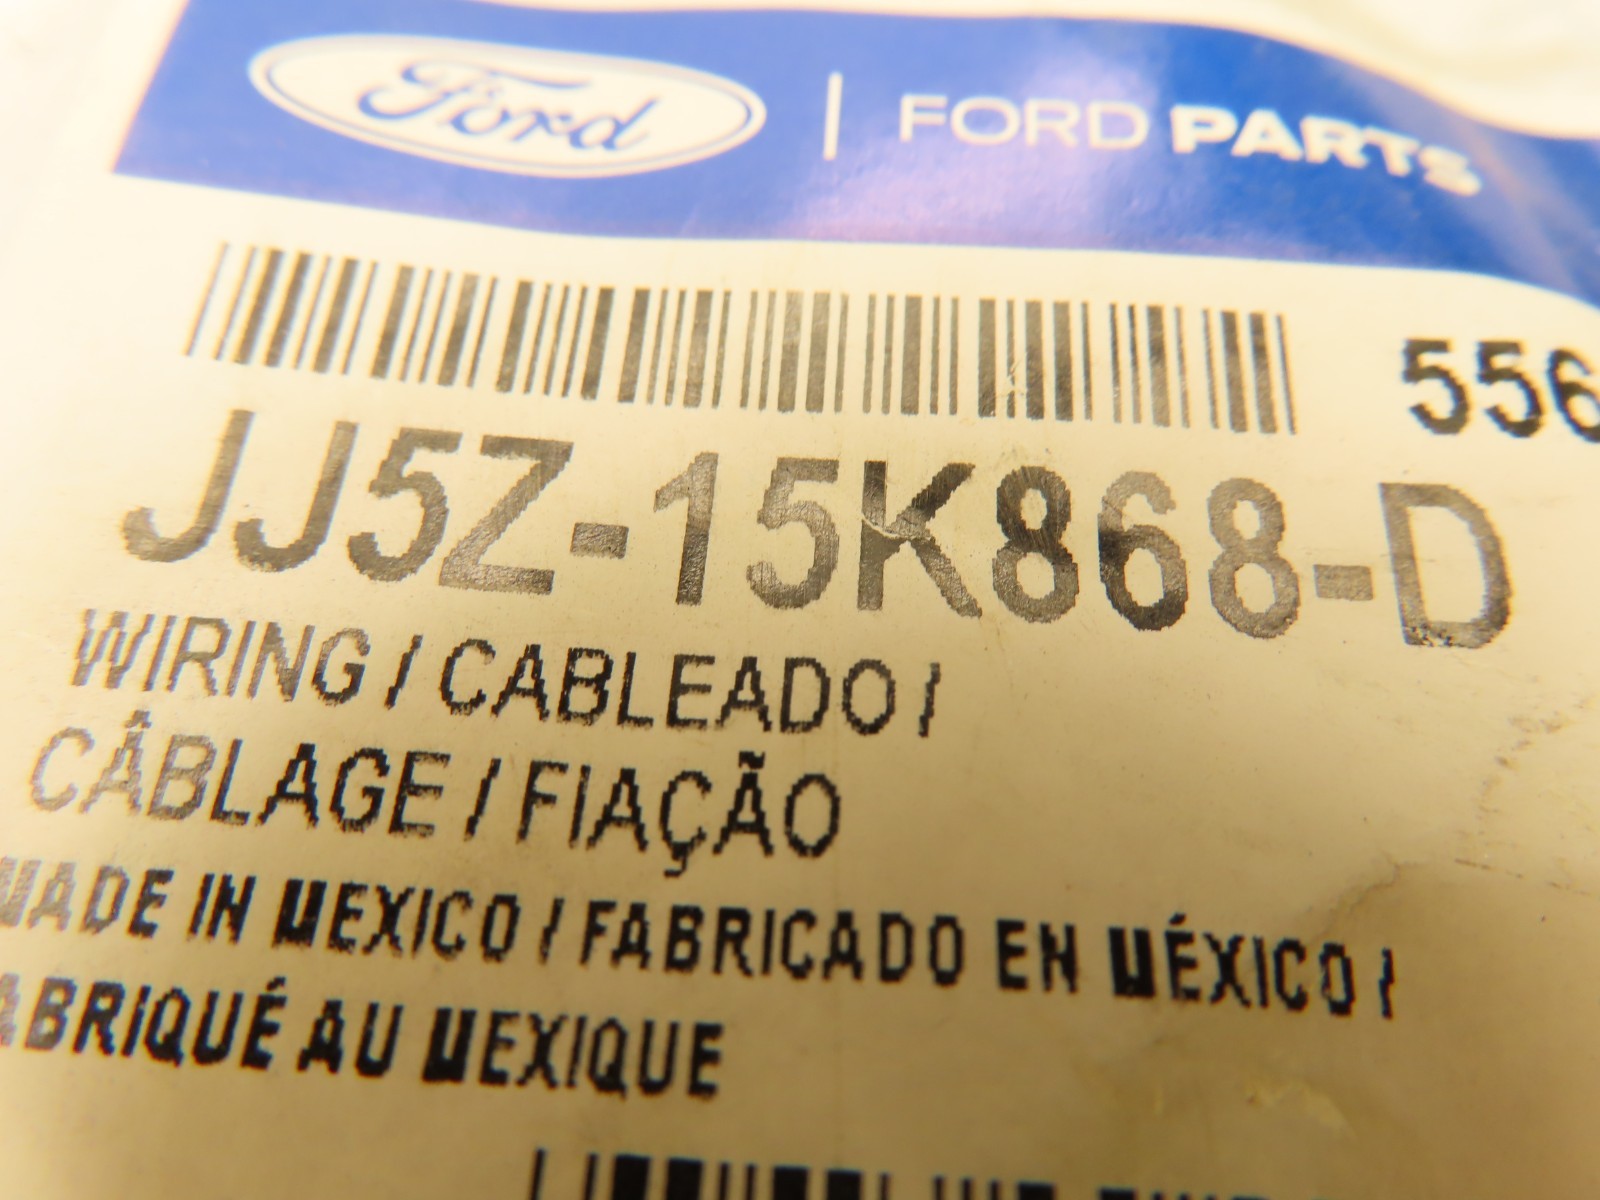 Ford | FORD PARTS
556
JJ5Z-15K868-D
WIRING / CABLEADO /
CÂBLAGE / FIAÇÃO
MADE IN MEXICO / FABRICADO EN MÉXICO /
FABRIQUÉ AU MEXIQUE